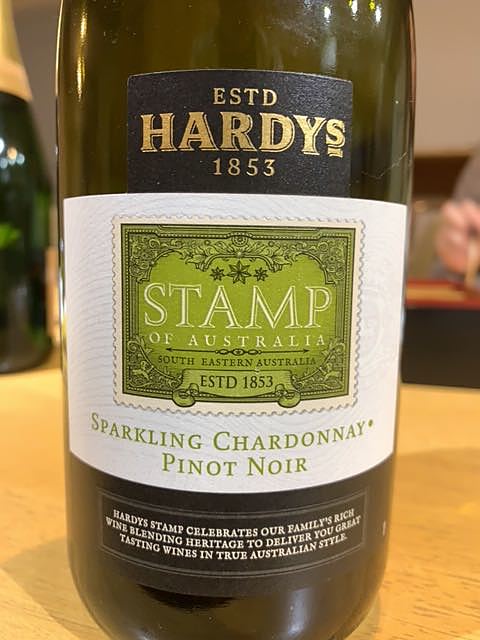 ESTD
HARDYS
1853
STAMP
OF AUSTRALIA
SOUTH EASTERN AUSTRALIA
ESTD 1853
SPARKLING CHARDONNAY•
PINOT NOIR
HARDYS STAMP CELEBRATES OUR FAMILY'S RICH
WINE BLENDING HERITAGE TO DELIVER YOU GREAT
TASTING WINES IN TRUE AUSTRALIAN STYLE.